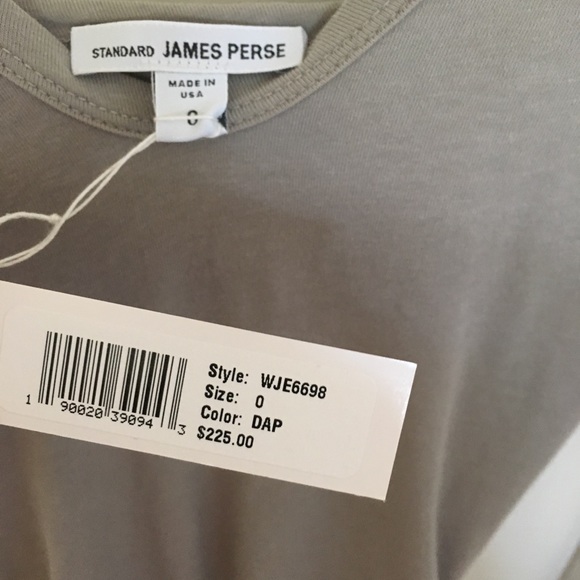 STANDARD JAMES PERSE
MADE IN
USA
0
Style: WJE6698
Size: 0
Color: DAP
$225.00
1 90020 39094 3